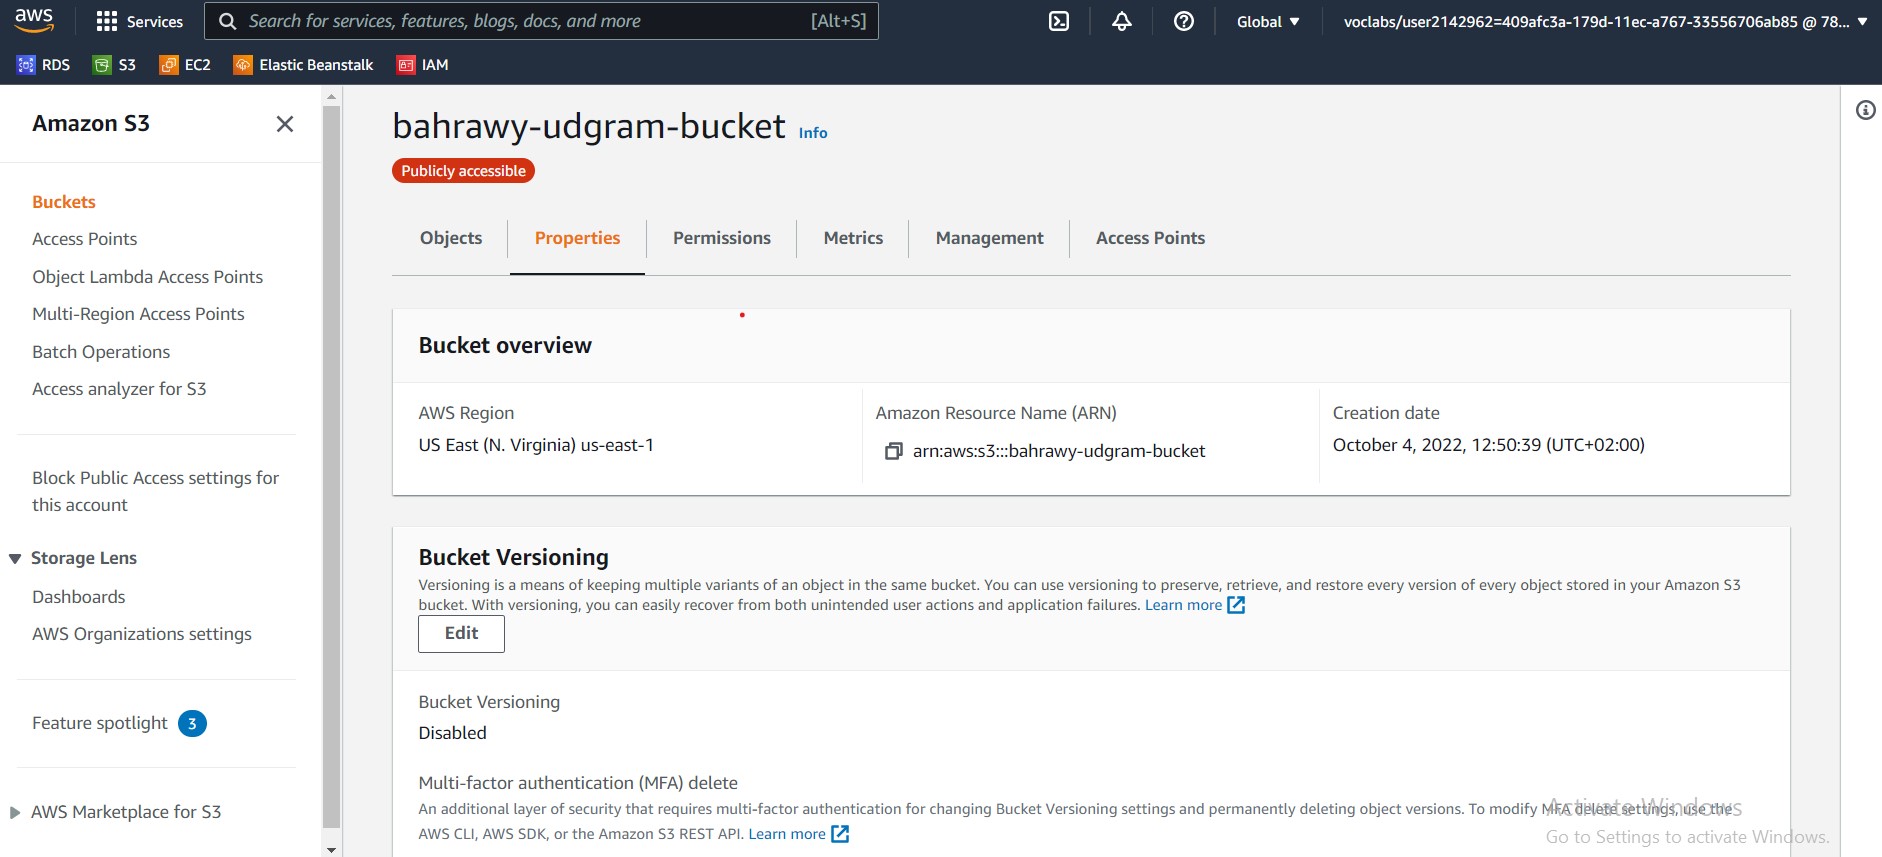 aws
Services
Search for services, features, blogs, docs, and more [Alt+S]
Global
voclabs/user2142962=409afc3a-179d-11ec-a767-33556706ab85 @ 78...
RDS
S3
EC2
Elastic Beanstalk
IAM
Amazon S3
Buckets
Access Points
Object Lambda Access Points
Multi-Region Access Points
Batch Operations
Access analyzer for S3
Block Public Access settings for
this account
Storage Lens
Dashboards
AWS Organizations settings
Feature spotlight 3
AWS Marketplace for S3
bahrawy-udgram-bucket Info
Publicly accessible
Objects
Properties
Permissions
Metrics
Management
Access Points
Bucket overview
AWS Region
US East (N. Virginia) us-east-1
Amazon Resource Name (ARN)
arn:aws:s3:::bahrawy-udgram-bucket
Creation date
October 4, 2022, 12:50:39 (UTC+02:00)
Bucket Versioning
Versioning is a means of keeping multiple variants of an object in the same bucket. You can use versioning to preserve, retrieve, and restore every version of every object stored in your Amazon S3
bucket. With versioning, you can easily recover from both unintended user actions and application failures. Learn more
Edit
Bucket Versioning
Disabled
Multi-factor authentication (MFA) delete
An additional layer of security that requires multi-factor authentication for changing Bucket Versioning settings and permanently deleting object versions. To modify MFA delete settings, use the
AWS CLI, AWS SDK, or the Amazon S3 REST API. Learn more
Activate Windows
Go to Settings to activate Windows.